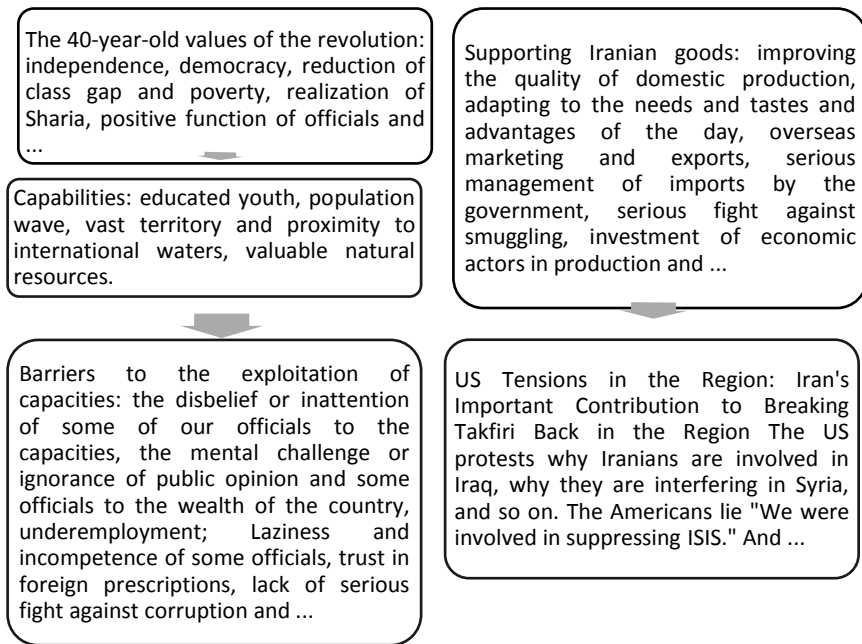 The 40-year-old values of the revolution:
independence, democracy, reduction of
class gap and poverty, realization of
Sharia, positive function of officials and
...
Capabilities: educated youth, population
wave, vast territory and proximity to
international waters, valuable natural
resources.
Barriers to the exploitation of
capacities: the disbelief or inattention
of some of our officials to the
capacities, the mental challenge or
ignorance of public opinion and some
officials to the wealth of the country,
underemployment; Laziness and
incompetence of some officials, trust in
foreign prescriptions, lack of serious
fight against corruption and ...
Supporting Iranian goods: improving
the quality of domestic production,
adapting to the needs and tastes and
advantages of the day, overseas
marketing and exports, serious
management of imports by the
government, serious fight against
smuggling, investment of economic
actors in production and ...
US Tensions in the Region: Iran's
Important Contribution to Breaking
Takfiri Back in the Region The US
protests why Iranians are involved in
Iraq, why they are interfering in Syria,
and so on. The Americans lie "We were
involved in suppressing ISIS." And ...